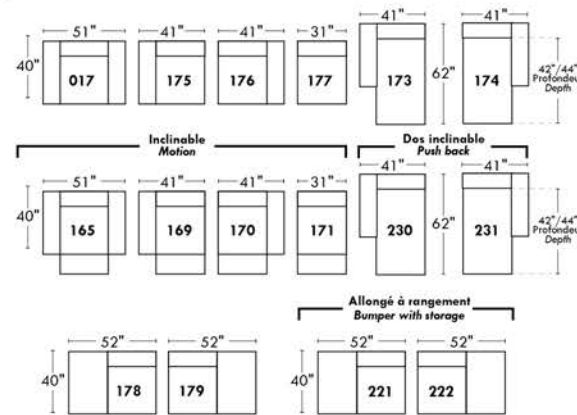 51" 41" 41" 31" 41" 41"
40" 017 175 176 177 173 62" 174 42"/44"
Profondeur
Depth
Inclinable
Motion
Dos inclinable
Push back
51" 41" 41" 31" 41" 41"
40" 165 169 170 171 230 62" 231 42"/44"
Profondeur
Depth
Allongé à rangement
Bumper with storage
52" 52" 52" 52"
40" 178 179 40" 221 222